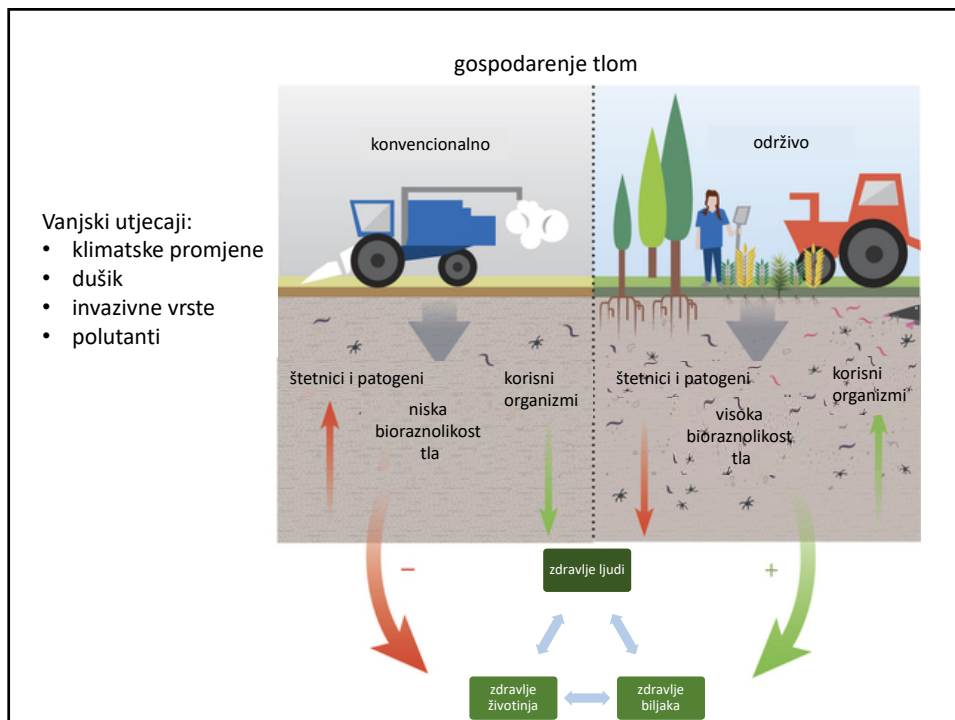 gospodarenje tlom
konvencionalno
održivo
Vanjski utjecaji:
• klimatske promjene
• dušik
• invazivne vrste
• polutanti
štetnici i patogeni
korisni
organizmi
niska
bioraznolikost
tla
štetnici i patogeni
korisni
organizmi
visoka
bioraznolikost
tla
–
zdravlje ljudi
+
zdravlje
životinja
zdravlje
biljaka